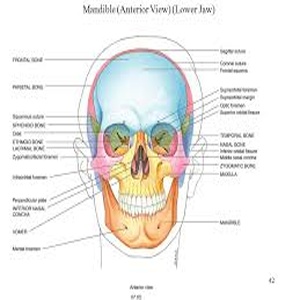 Mandible (Anterior View) (Lower Jaw)
FRONTAL BONE
PARIETAL BONE
Squamous suture
SPHENOID BONE
Orbit
ETHMOID BONE
LACRIMAL BONE
Zygomaticofacial foramen
Infraorbital foramen
Perpendicular plate
INFERIOR NASAL
CONCHA
VOMER
Mental foramen
Sagittal suture
Coronal suture
Frontal squama
Supraorbital foramen
Supraorbital margin
Optic foramen
Superior orbital fissure
TEMPORAL BONE
NASAL BONE
Inferior orbital fissure
Middle nasal concha
ZYGOMATIC BONE
MAXILLA
MANDIBLE
Anterior view
42